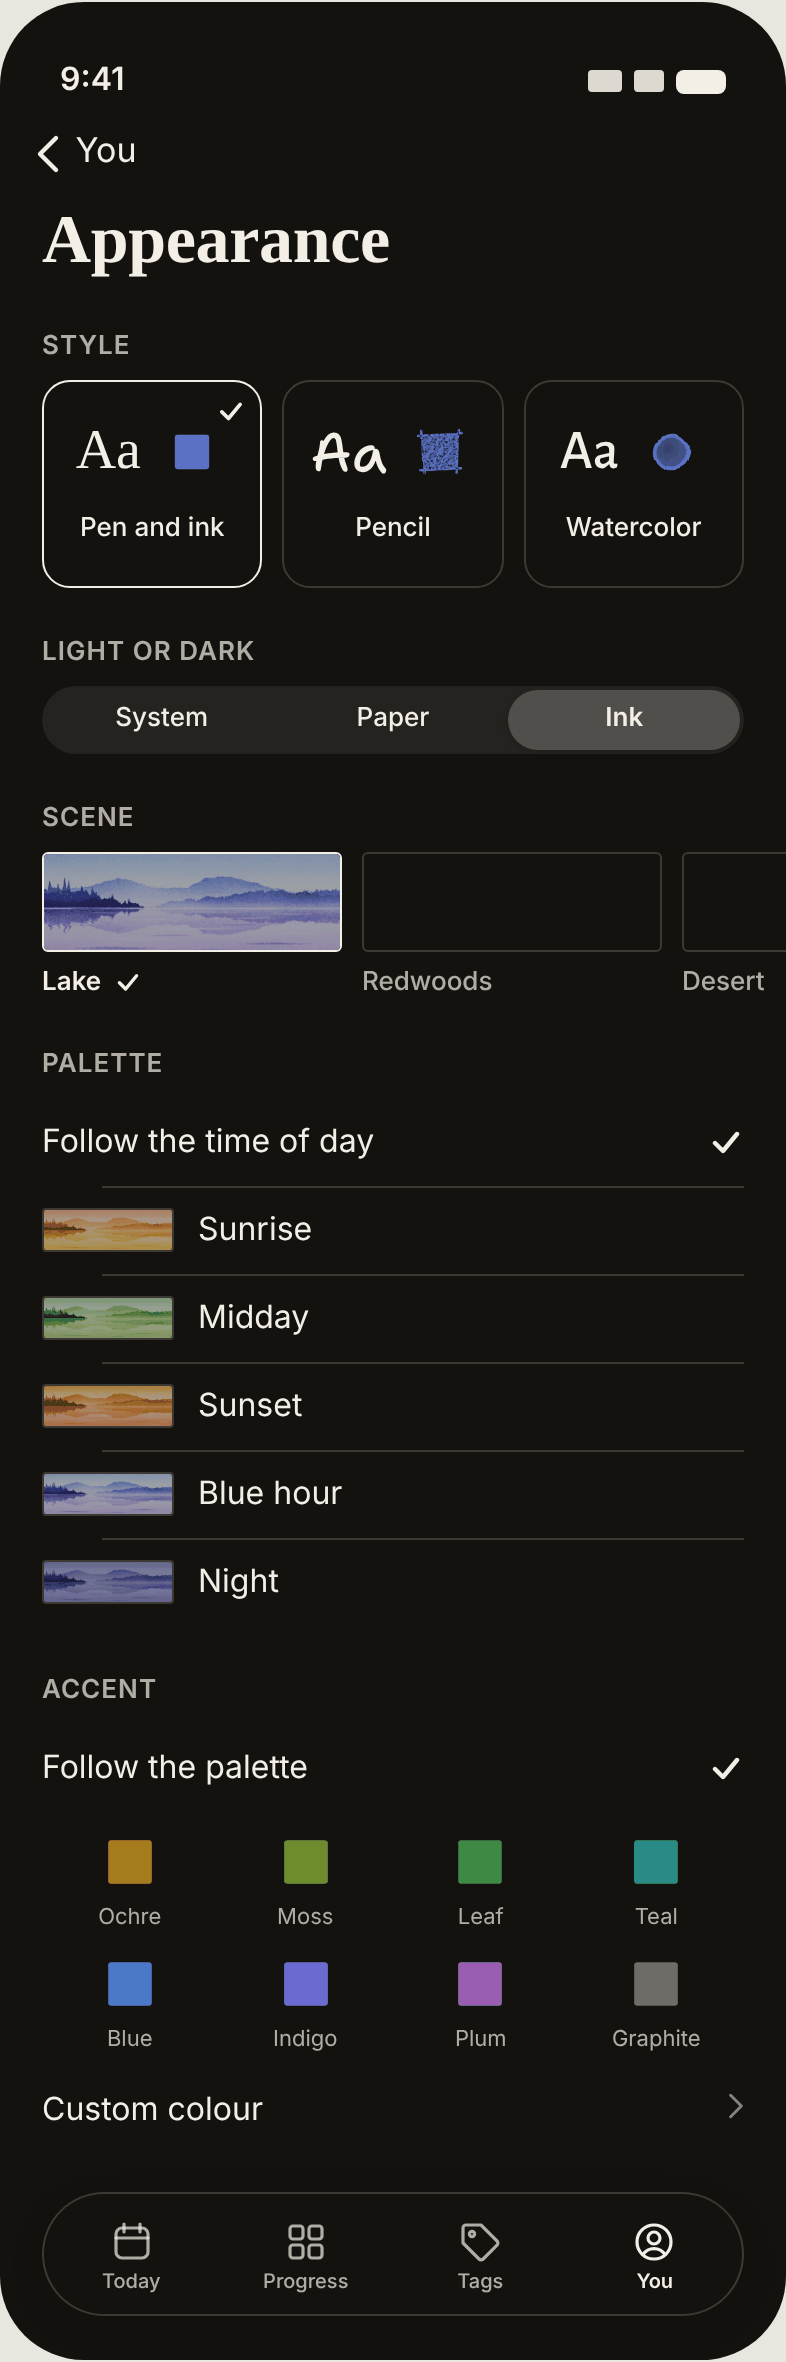 9:41
You
Appearance
STYLE
Aa
Aa
Aa
Pen and ink
Pencil
Watercolor
LIGHT OR DARK
System
Paper
Ink
SCENE
Lake
Redwoods
Desert
PALETTE
Follow the time of day
Sunrise
Midday
Sunset
Blue hour
Night
ACCENT
Follow the palette
Ochre
Moss
Leaf
Teal
Blue
Indigo
Plum
Graphite
Custom colour
Today
Progress
Tags
You